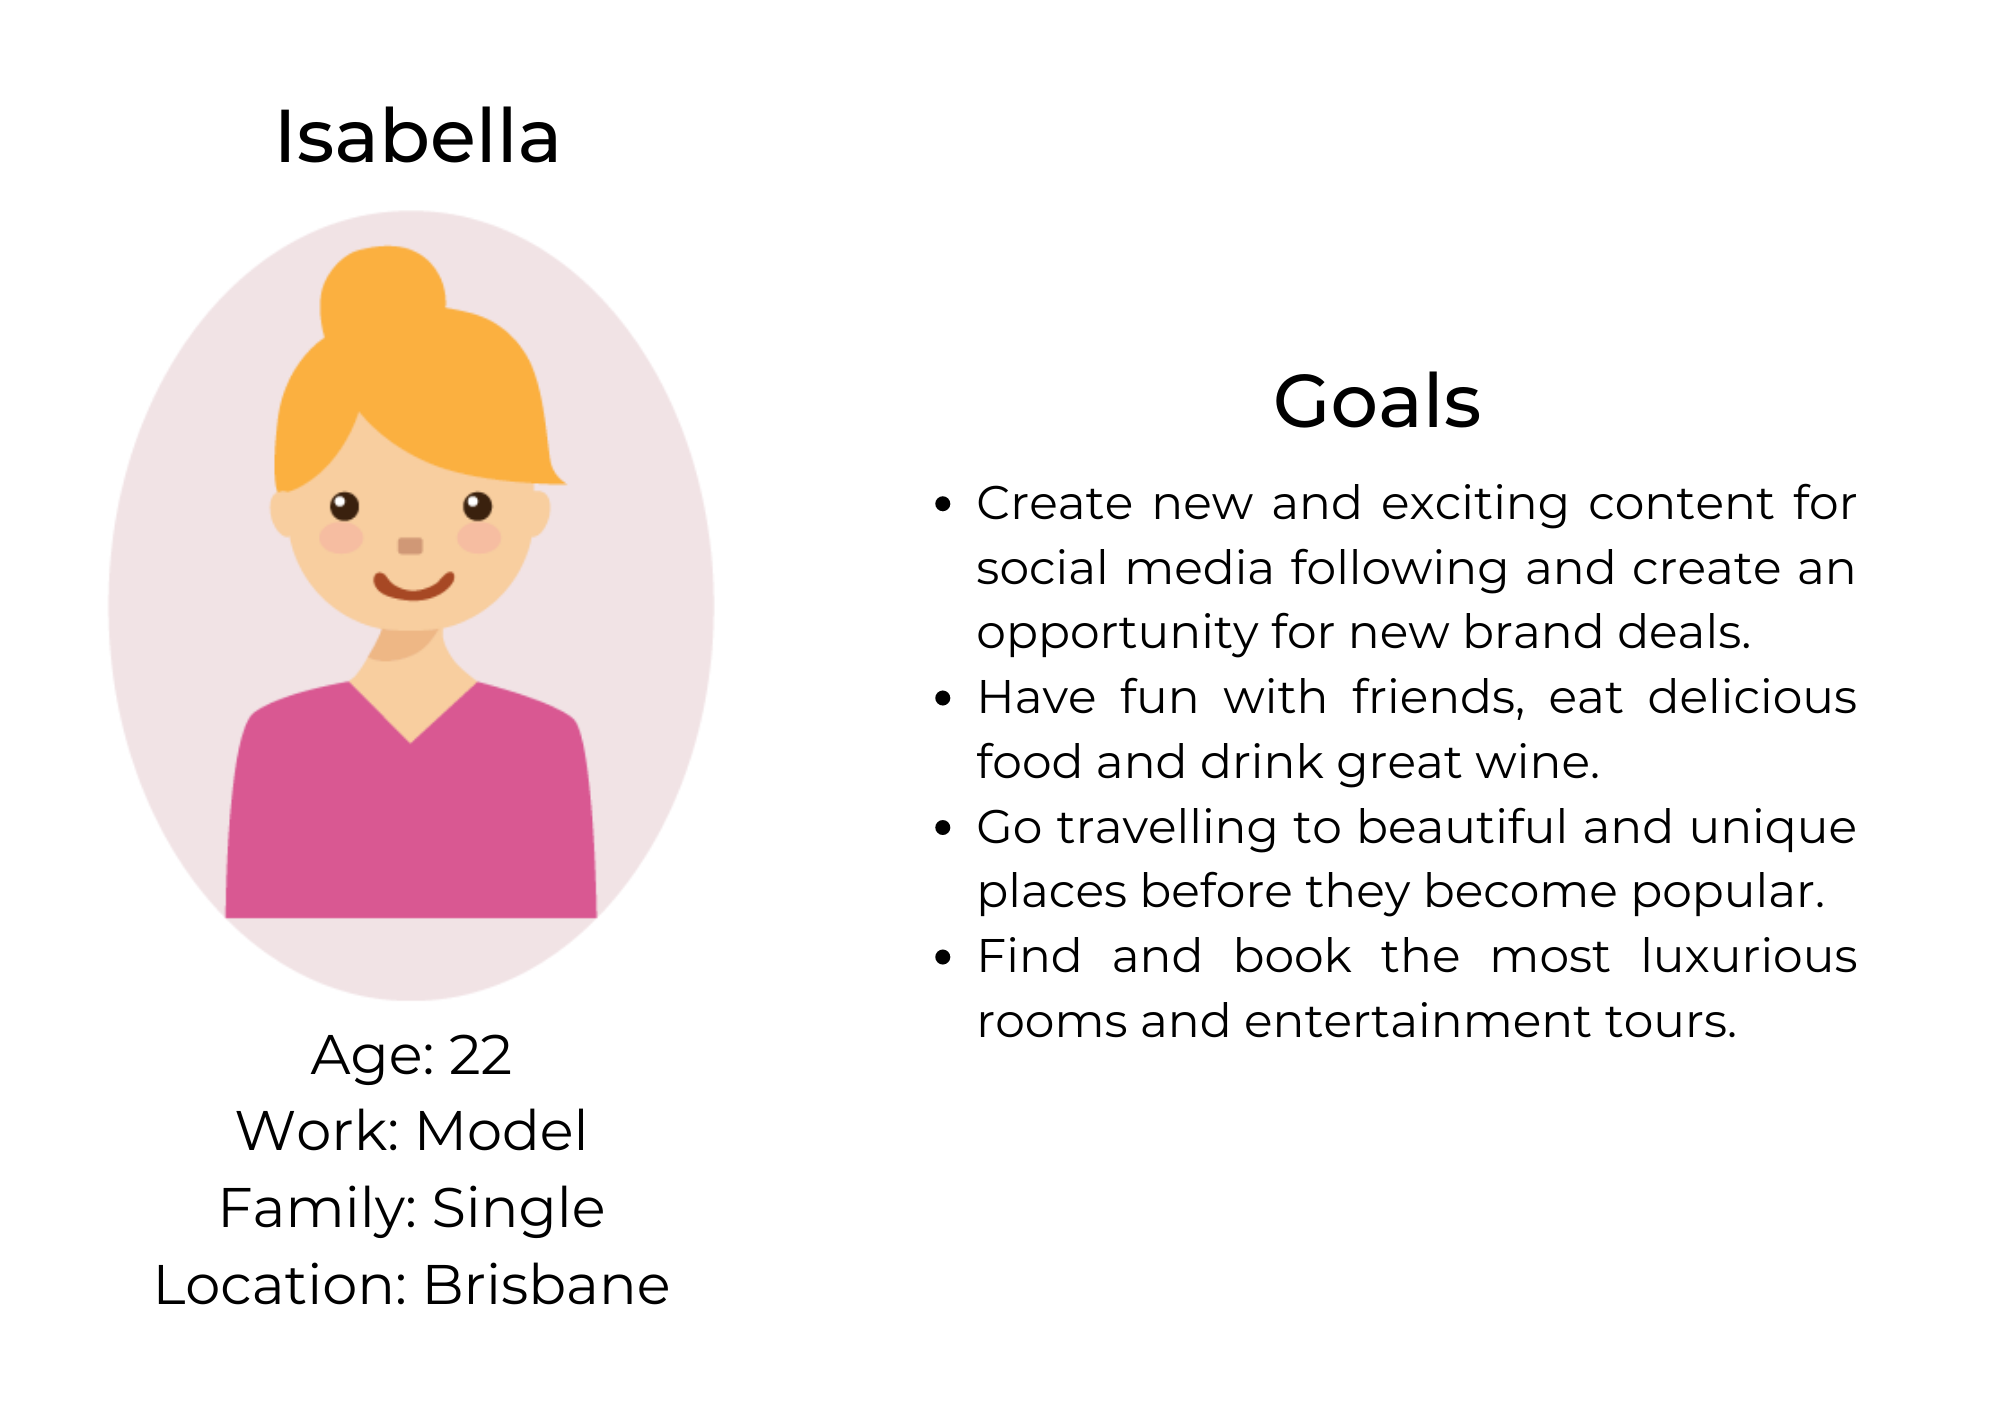 Isabella
Age: 22
Work: Model
Family: Single
Location: Brisbane
Goals
• Create new and exciting content for
social media following and create an
opportunity for new brand deals.
• Have fun with friends, eat delicious
food and drink great wine.
• Go travelling to beautiful and unique
places before they become popular.
• Find and book the most luxurious
rooms and entertainment tours.